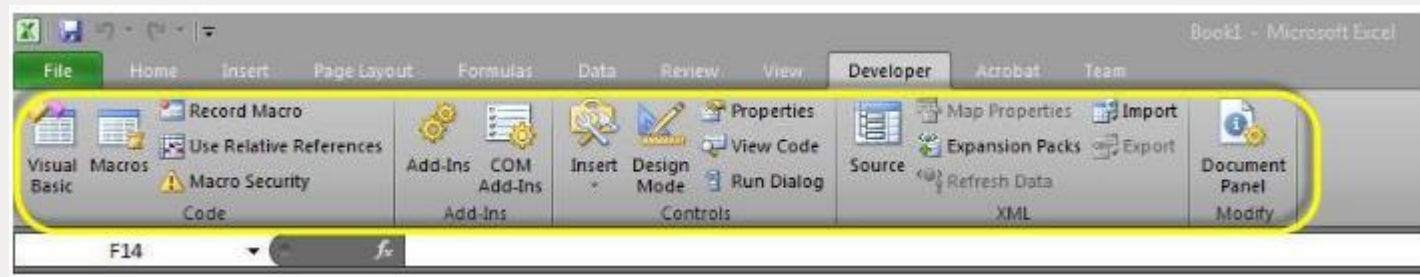 Book1 - Microsoft Excel
File Home Insert Page Layout Formulas Data Review View Developer Acrobat Team
Visual Basic
Macros
Record Macro
Use Relative References
Macro Security
Code
Add-Ins
COM Add-Ins
Add-Ins
Insert
Design Mode
Properties
View Code
Run Dialog
Controls
Source
Map Properties
Expansion Packs
Refresh Data
Import
Export
XML
Document Panel
Modify
F14 fx